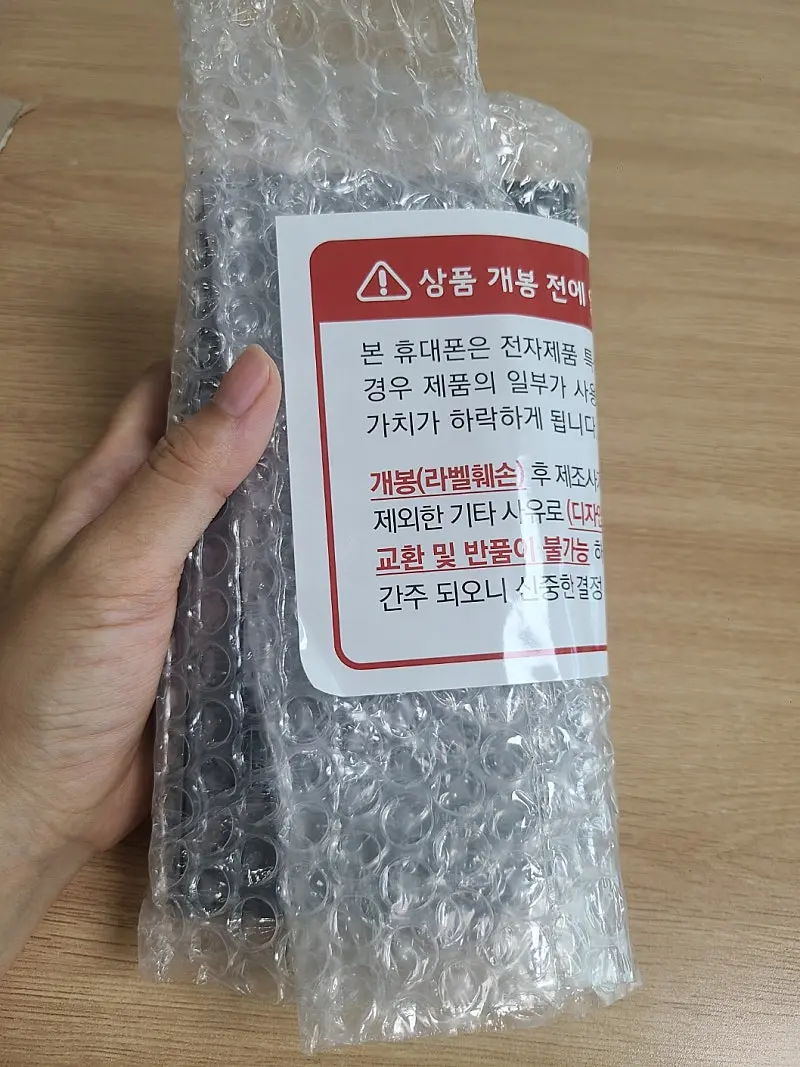 상품 개봉 전에
본 휴대폰은 전자제품
경우 제품의 일부가
가치가 하락하게 됩니다
개봉(라벨훼손) 후 제조사
제외한 기타 사유로
교환 및 반품이 불가능
간주 되오니 신중한결정